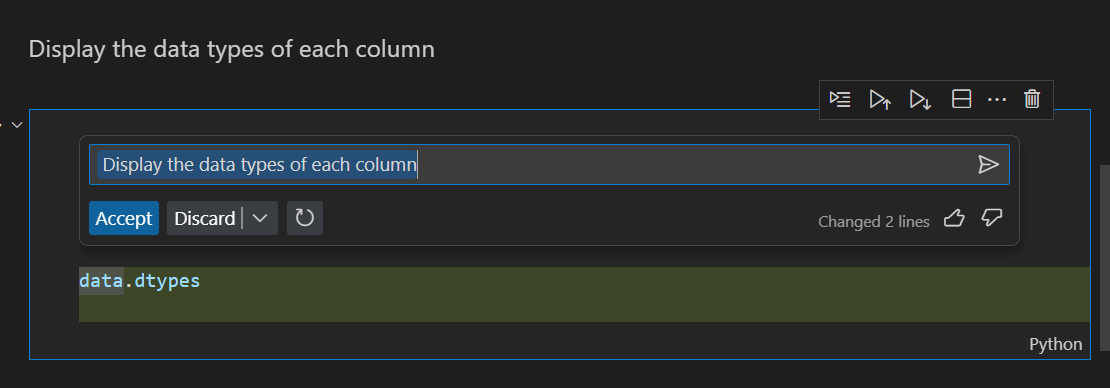 Display the data types of each column
Display the data types of each column
Accept Discard Changed 2 lines
data.dtypes
Python